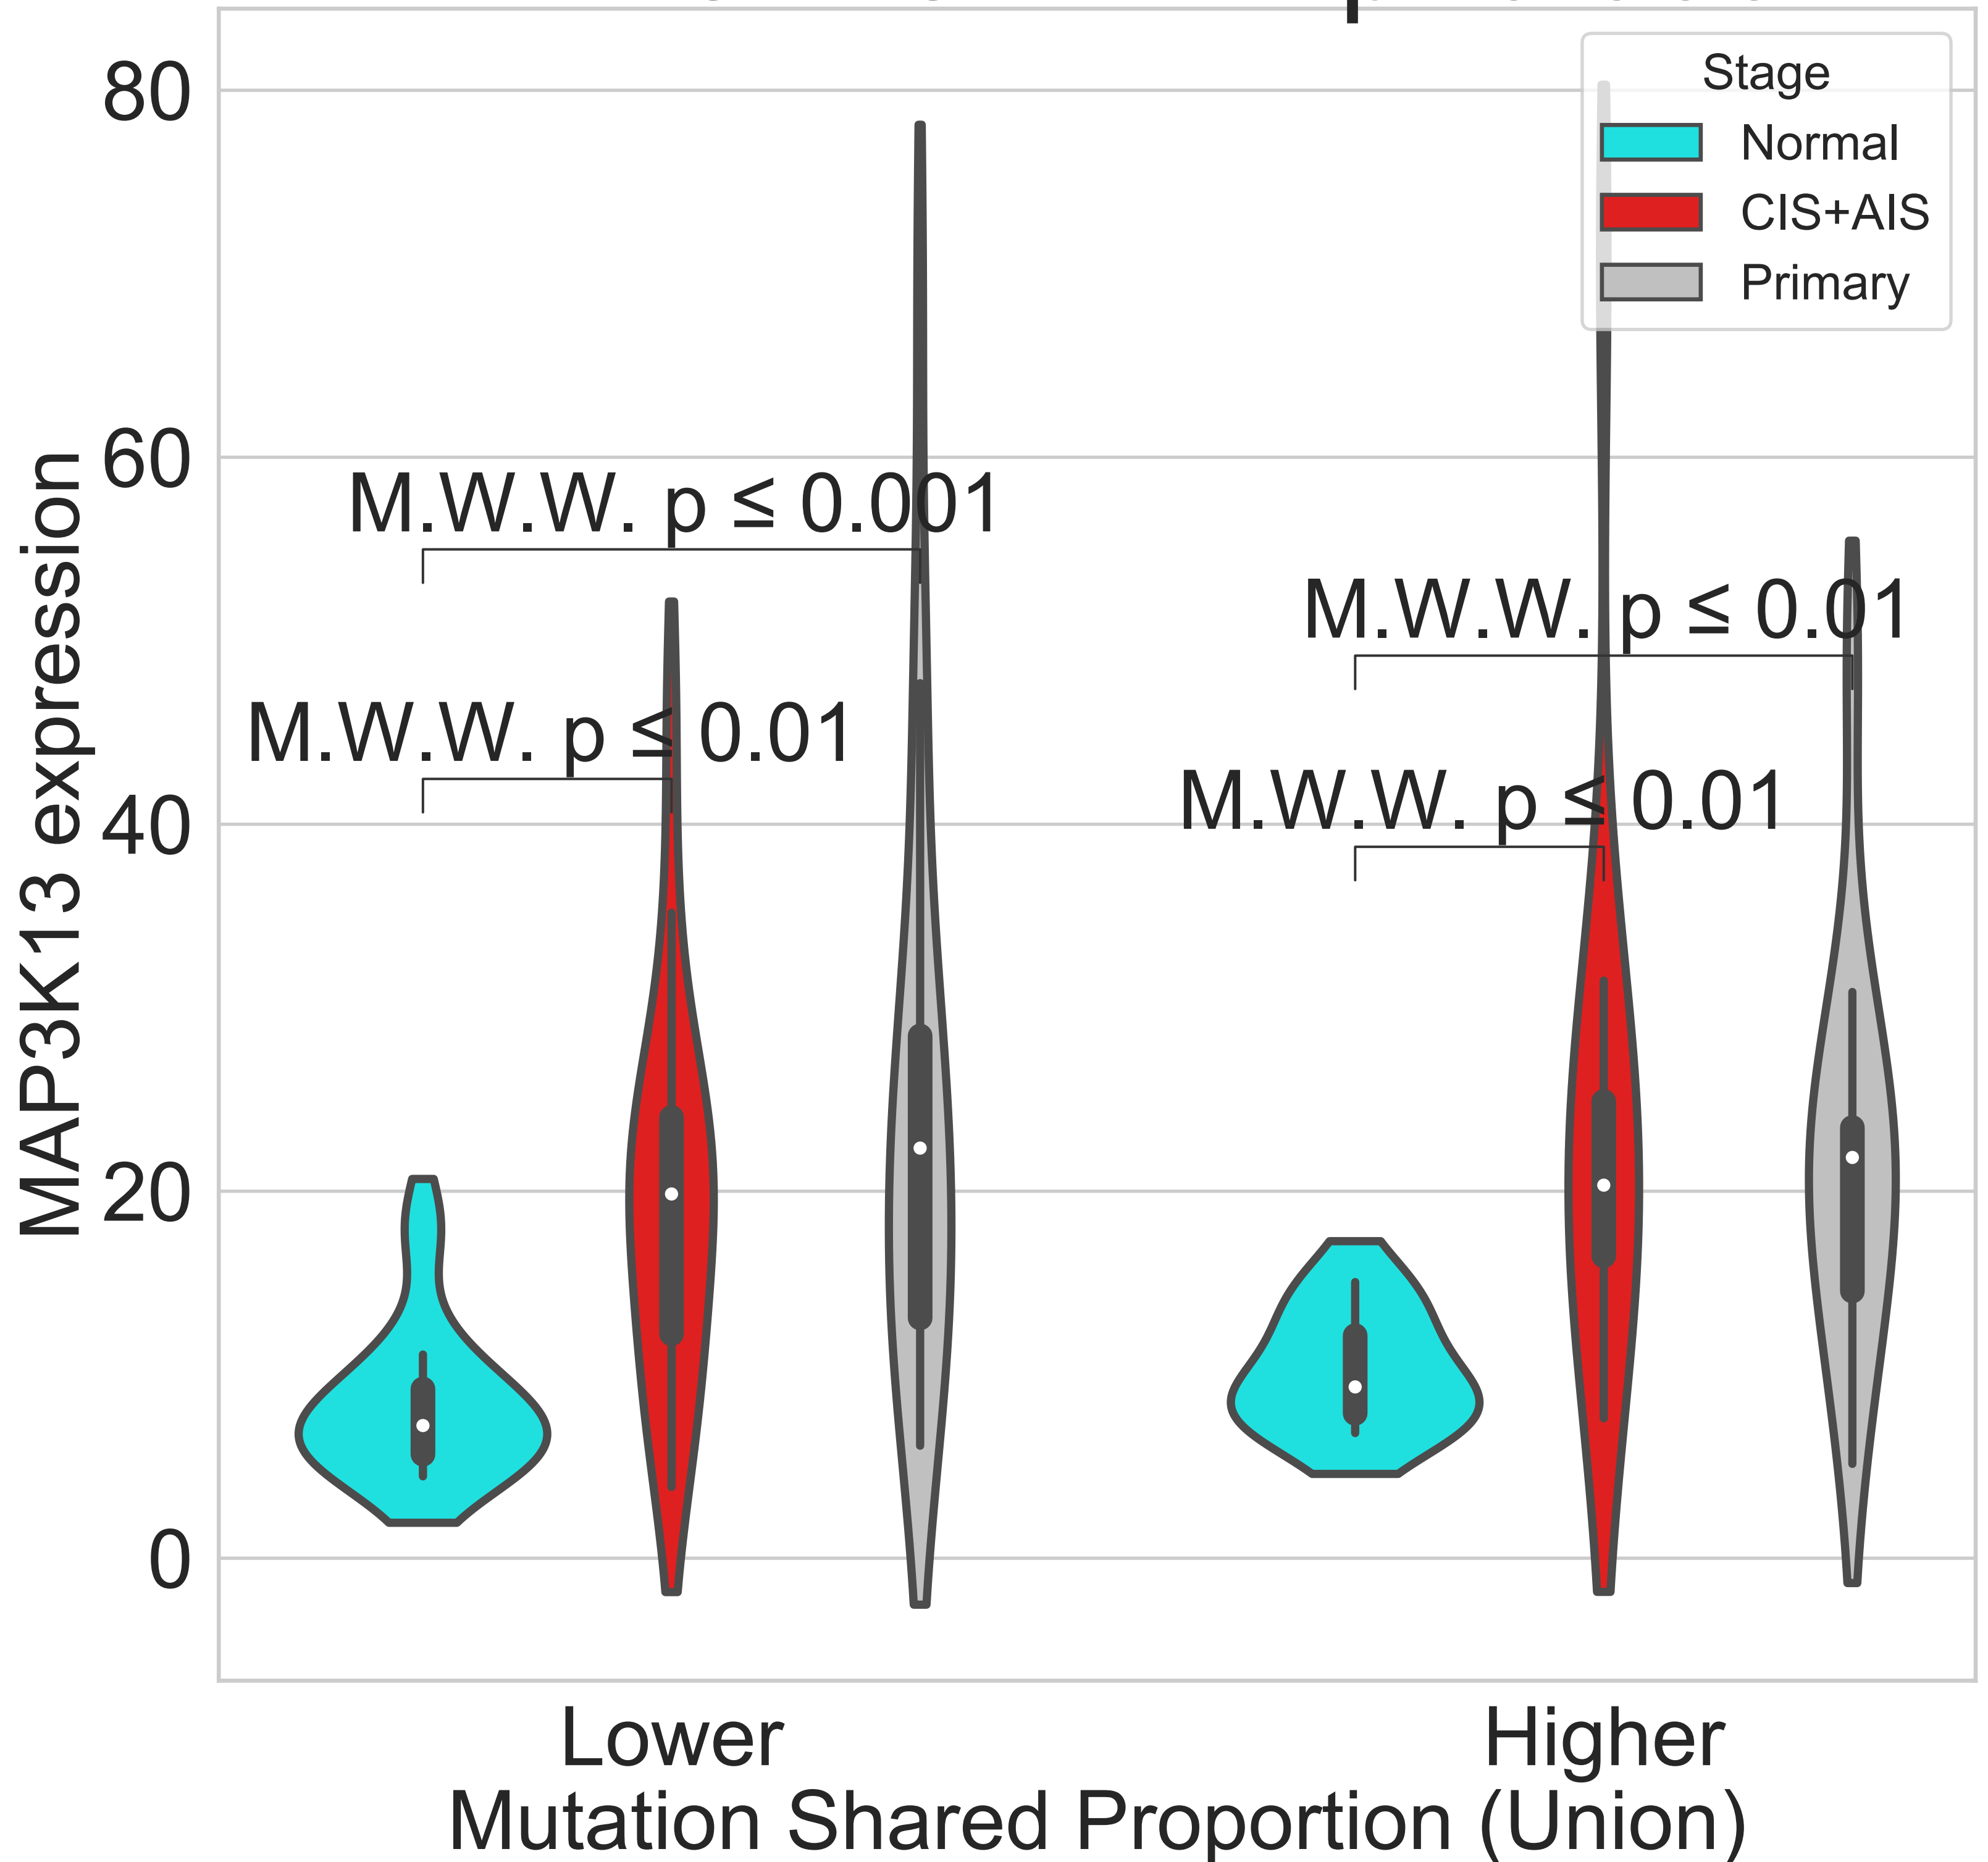 80
60
40
20
0
MAP3K13 expression
Stage
Normal
CIS+AIS
Primary
M.W.W. p ≤ 0.001
M.W.W. p ≤ 0.01
M.W.W. p ≤ 0.01
M.W.W. p ≤ 0.01
Lower
Higher
Mutation Shared Proportion (Union)